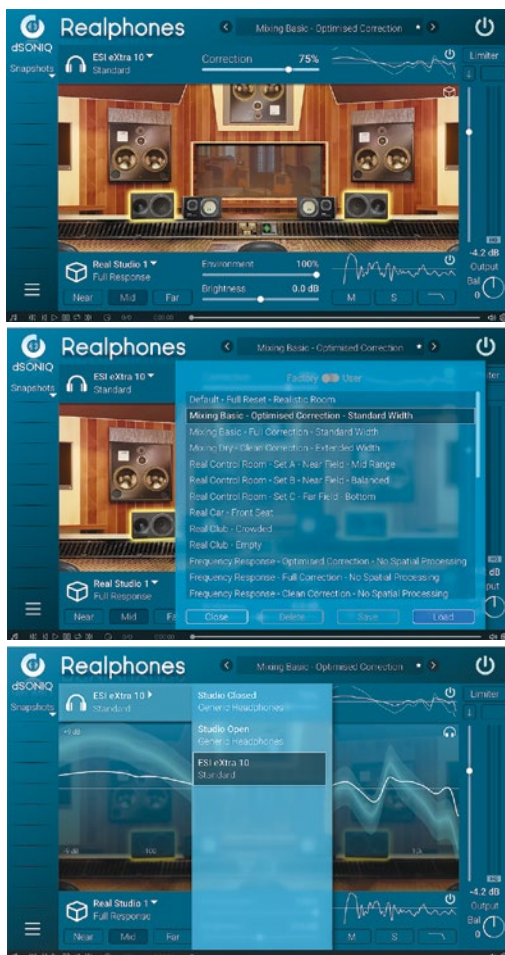 dSONIQ
Realphones
Mixing Basic - Optimised Correction
Snapshots
ESI eXtra 10
Standard
Correction
75%
Limiter
Real Studio 1
Full Response
Environment
100%
Brightness
0.0 dB
Near
Mid
Far
M
S
HQ
-4.2 dB
Output
Bal
0
dSONIQ
Realphones
Mixing Basic - Optimised Correction
Snapshots
ESI eXtra 10
Standard
Factory
User
Default - Full Reset - Realistic Room
Mixing Basic - Optimised Correction - Standard Width
Mixing Basic - Full Correction - Standard Width
Mixing Dry - Clean Correction - Extended Width
Real Control Room - Set A - Near Field - Mid Range
Real Control Room - Set B - Near Field - Balanced
Real Control Room - Set C - Far Field - Bottom
Real Car - Front Seat
Real Club - Crowded
Real Club - Empty
Frequency Response - Optimised Correction - No Spatial Processing
Frequency Response - Full Correction - No Spatial Processing
Frequency Response - Clean Correction - No Spatial Processing
Real Studio 1
Full Response
Near
Mid
Close
Delete
Save
Load
dSONIQ
Realphones
Mixing Basic - Optimised Correction
Snapshots
ESI eXtra 10
Standard
Studio Closed
Generic Headphones
Studio Open
Generic Headphones
ESI eXtra 10
Standard
Limiter
+9 dB
-9 dB
100
10k
Real Studio 1
Full Response
Near
Mid
Far
M
S
HQ
-4.2 dB
Output
Bal
0